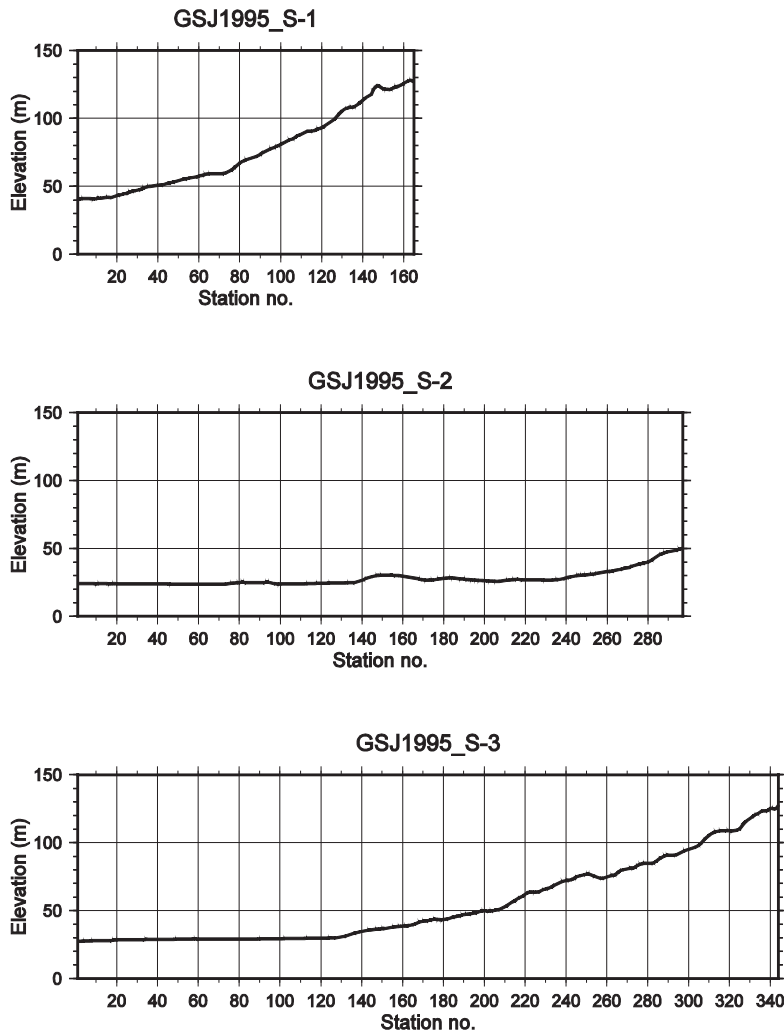 GSJ1995_S-1
150
100
50
0
Elevation (m)
20 40 60 80 100 120 140 160
Station no.
GSJ1995_S-2
150
100
50
0
Elevation (m)
20 40 60 80 100 120 140 160 180 200 220 240 260 280
Station no.
GSJ1995_S-3
150
100
50
0
Elevation (m)
20 40 60 80 100 120 140 160 180 200 220 240 260 280 300 320 340
Station no.